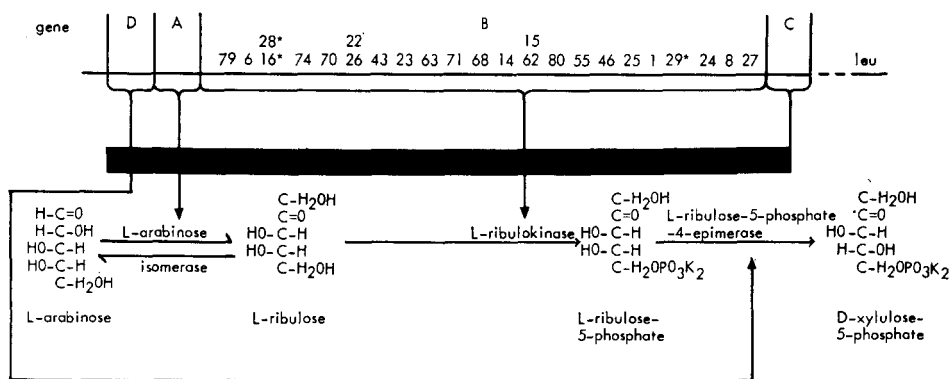 gene D A B C
28* 22 15
79 6 16* 74 70 26 43 23 63 71 68 14 62 80 55 46 25 1 29* 24 8 27 leu
H-C=O
H-C-OH
HO-C-H
HO-C-H
C-H2OH
L-arabinose
L-arabinose
isomerase
C-H2OH
C=O
HO-C-H
HO-C-H
C-H2OH
L-ribulose
L-ribulokinase
C-H2OH
C=O
HO-C-H
HO-C-H
C-H2OPO3K2
L-ribulose-
5-phosphate
L-ribulose-5-phosphate
-4-epimerase
C-H2OH
C=O
HO-C-H
H-C-OH
C-H2OPO3K2
D-xylulose-
5-phosphate